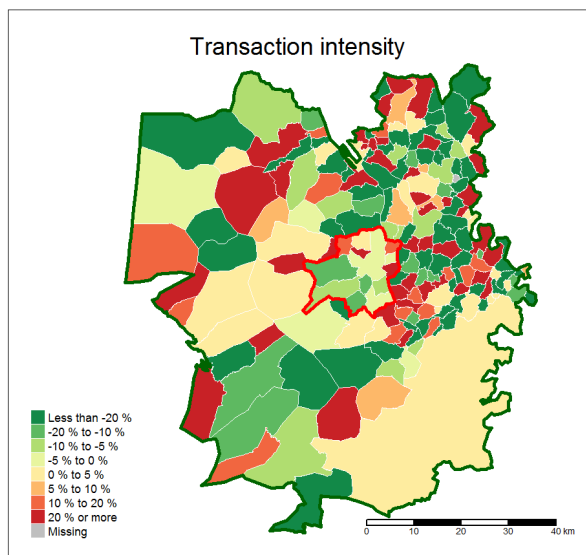 Transaction intensity
Less than -20 %
-20 % to -10 %
-10 % to -5 %
-5 % to 0 %
0 % to 5 %
5 % to 10 %
10 % to 20 %
20 % or more
Missing
0 10 20 30 40 km